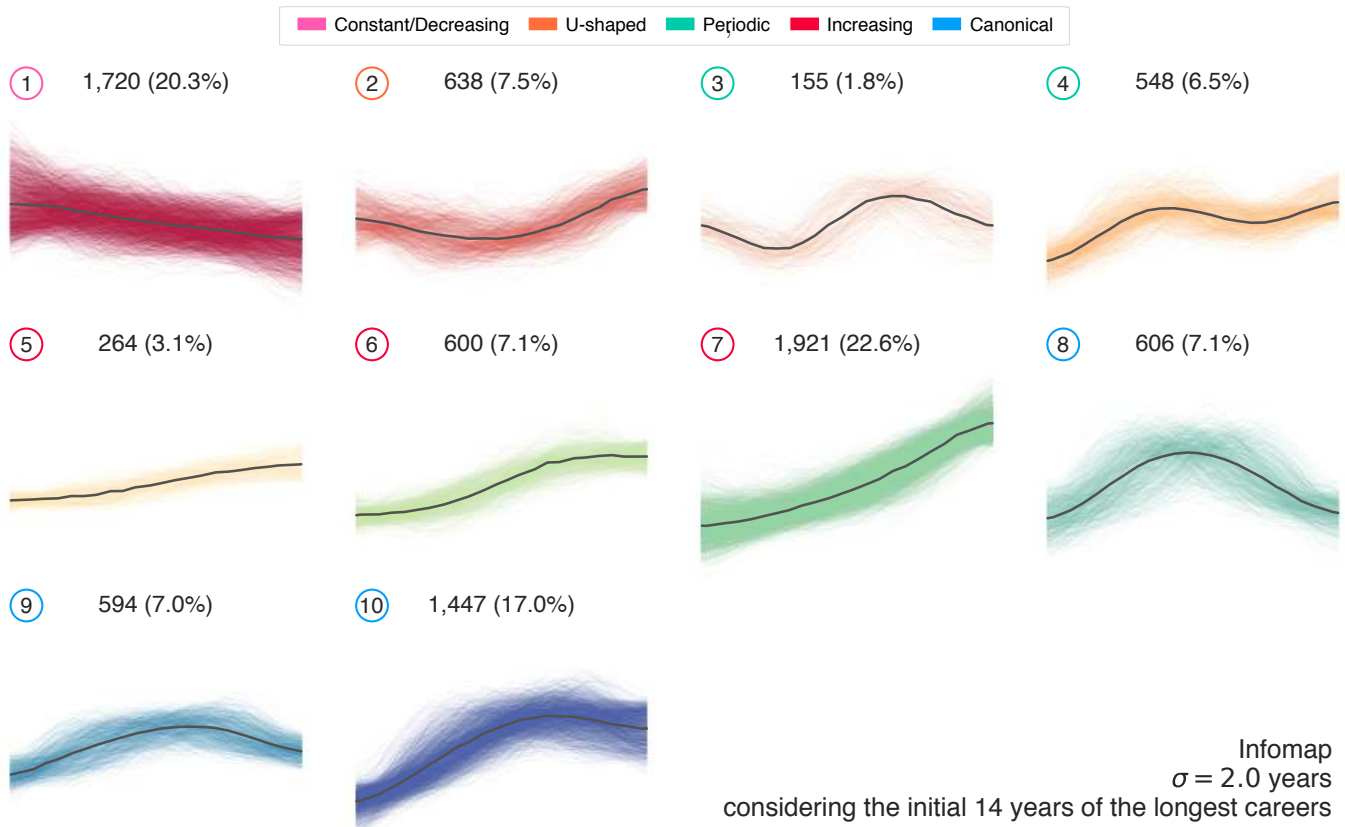 Constant/Decreasing U-shaped Periodic Increasing Canonical
1 1,720 (20.3%) 2 638 (7.5%) 3 155 (1.8%) 4 548 (6.5%)
5 264 (3.1%) 6 600 (7.1%) 7 1,921 (22.6%) 8 606 (7.1%)
9 594 (7.0%) 10 1,447 (17.0%)
Infomap
σ = 2.0 years
considering the initial 14 years of the longest careers